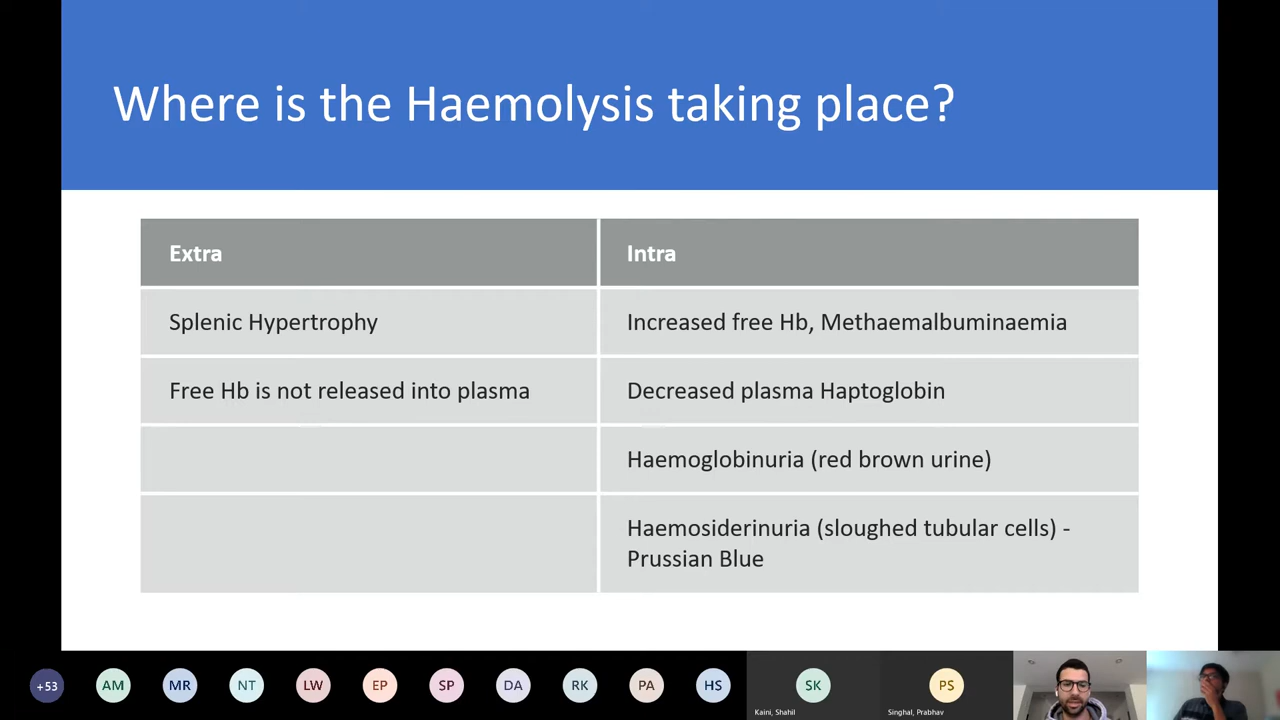 Where is the Haemolysis taking place?
Extra
Intra
Splenic Hypertrophy
Increased free Hb, Methaemalbuminaemia
Free Hb is not released into plasma
Decreased plasma Haptoglobin
Haemoglobinuria (red brown urine)
Haemosiderinuria (sloughed tubular cells) -
Prussian Blue
+53
AM
MR
NT
LW
EP
SP
DA
RK
PA
HS
SK
PS
Kaini, Shahil
Singhal, Prabhav